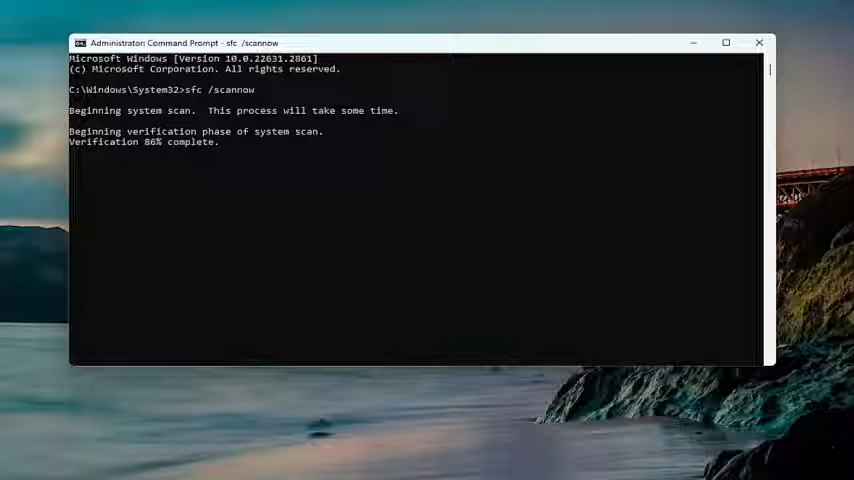 Administrator: Command Prompt - sfc /scannow
Microsoft Windows [Version 10.0.22631.2861]
(c) Microsoft Corporation. All rights reserved.
C:\Windows\System32>sfc /scannow
Beginning system scan.  This process will take some time.
Beginning verification phase of system scan.
Verification 86% complete.